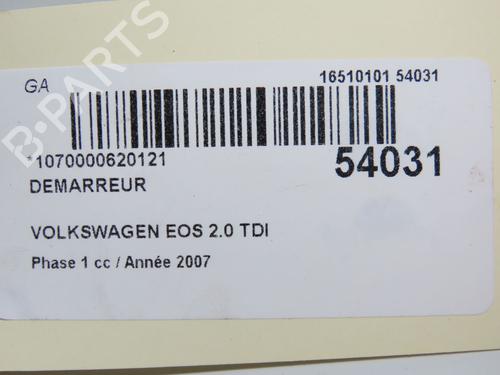 GA
16510101 54031
*1070000620121
54031
DEMARREUR
VOLKSWAGEN EOS 2.0 TDI
Phase 1 cc / Année 2007
B-PARTS